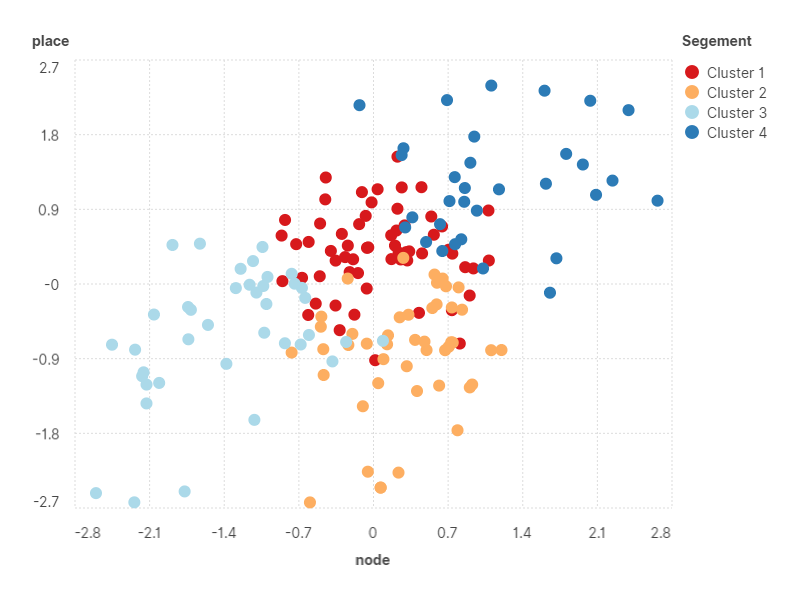 place
Segement
2.7
Cluster 1
Cluster 2
Cluster 3
Cluster 4
1.8
0.9
-0
-0.9
-1.8
-2.7
-2.8 -2.1 -1.4 -0.7 0 0.7 1.4 2.1 2.8
node